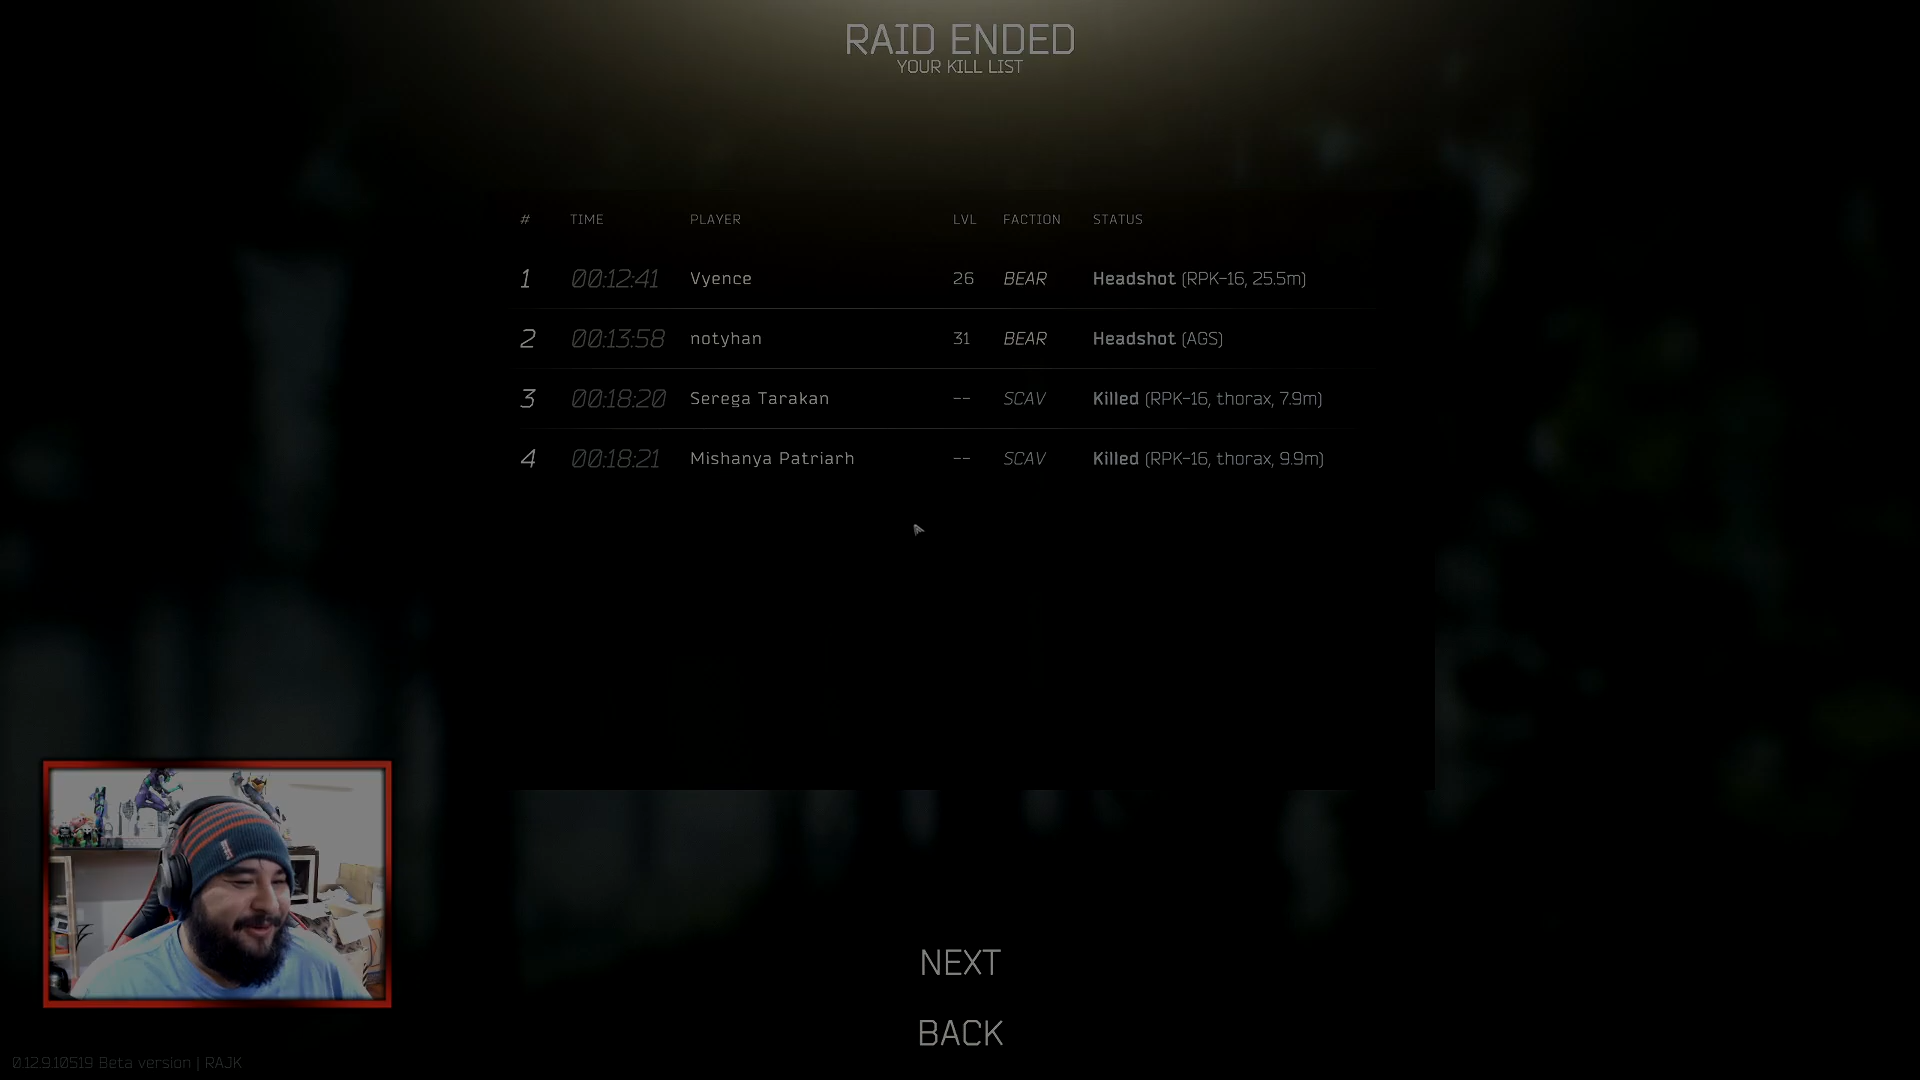 RAID ENDED
YOUR KILL LIST
# TIME PLAYER LVL FACTION STATUS
1 00:12:41 Vyence 26 BEAR Headshot (RPK-16, 25.5m)
2 00:13:58 notyhan 31 BEAR Headshot (AGS)
3 00:18:20 Serega Tarakan -- SCAV Killed (RPK-16, thorax, 7.9m)
4 00:18:21 Mishanya Patriarh -- SCAV Killed (RPK-16, thorax, 9.9m)
NEXT
BACK
0.12.9.10519 Beta version | RAJK